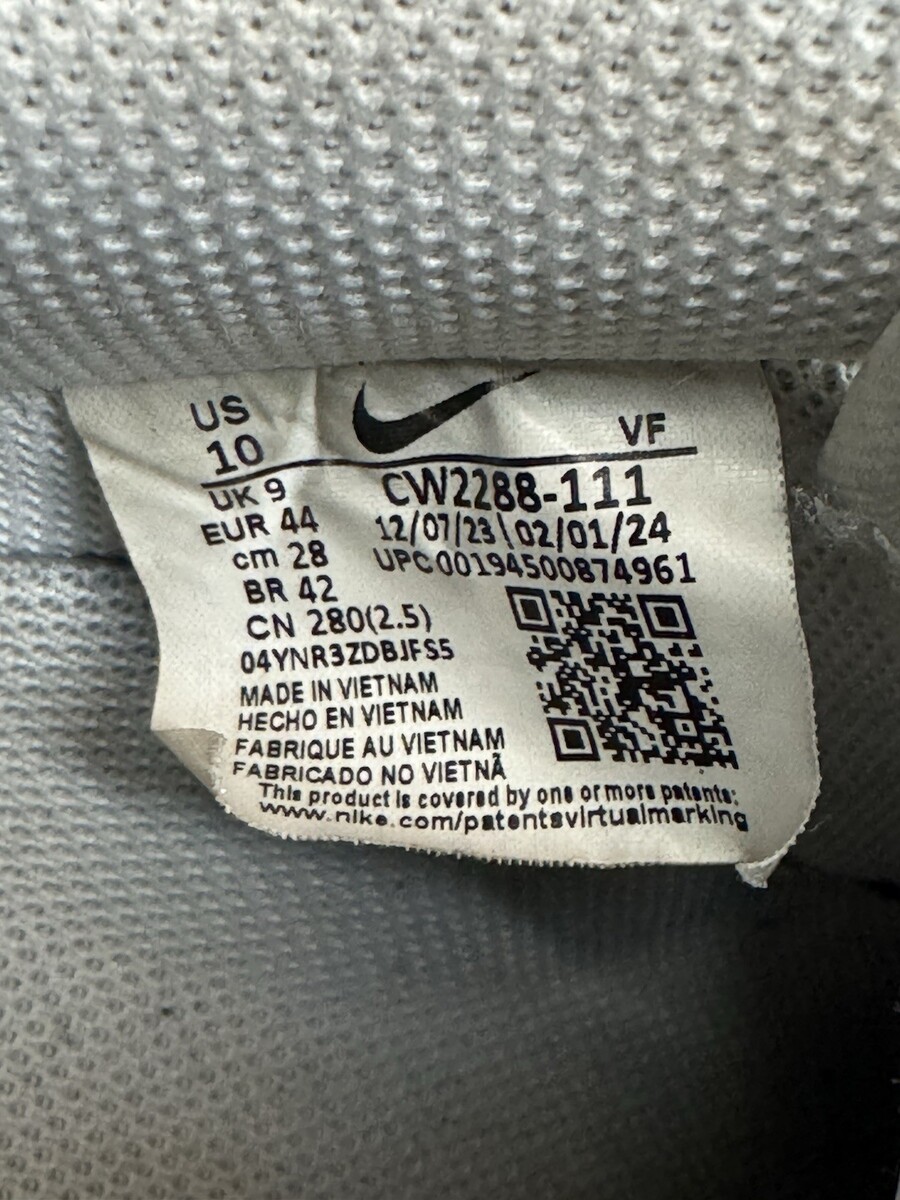 US
10
VF
UK 9
CW2288-111
EUR 44
12/07/23\02/01/24
cm 28
UPC 00194500874961
BR 42
CN 280(2.5)
04YNR3ZDBJFS5
MADE IN VIETNAM
HECHO EN VIETNAM
FABRIQUE AU VIETNAM
FABRICADO NO VIETNÃ
This product is covered by one or more patents:
www.nike.com/patentsvirtualmarking